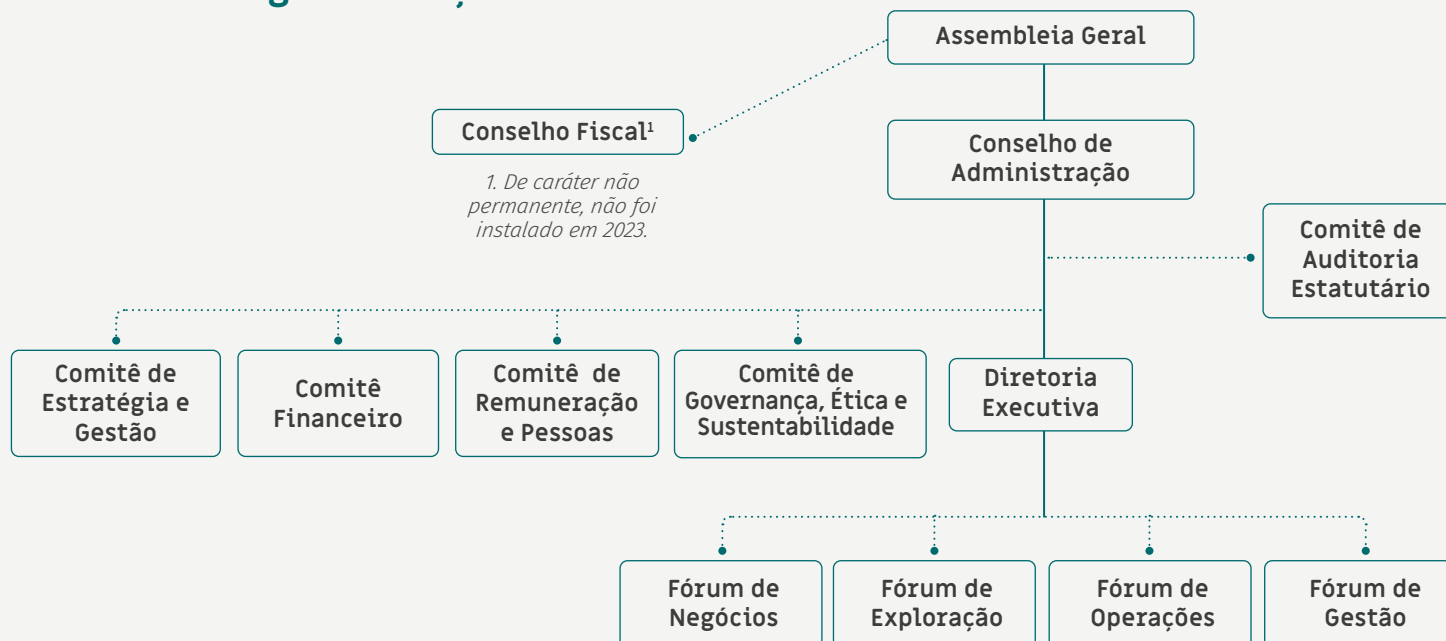 Assembleia Geral
Conselho Fiscal¹
1. De caráter não
permanente, não foi
instalado em 2023.
Conselho de
Administração
Comitê de
Auditoria
Estatutário
Comitê de
Estratégia e
Gestão
Comitê
Financeiro
Comitê de
Remuneração
e Pessoas
Comitê de
Governança, Ética e
Sustentabilidade
Diretoria
Executiva
Fórum de
Negócios
Fórum de
Exploração
Fórum de
Operações
Fórum de
Gestão